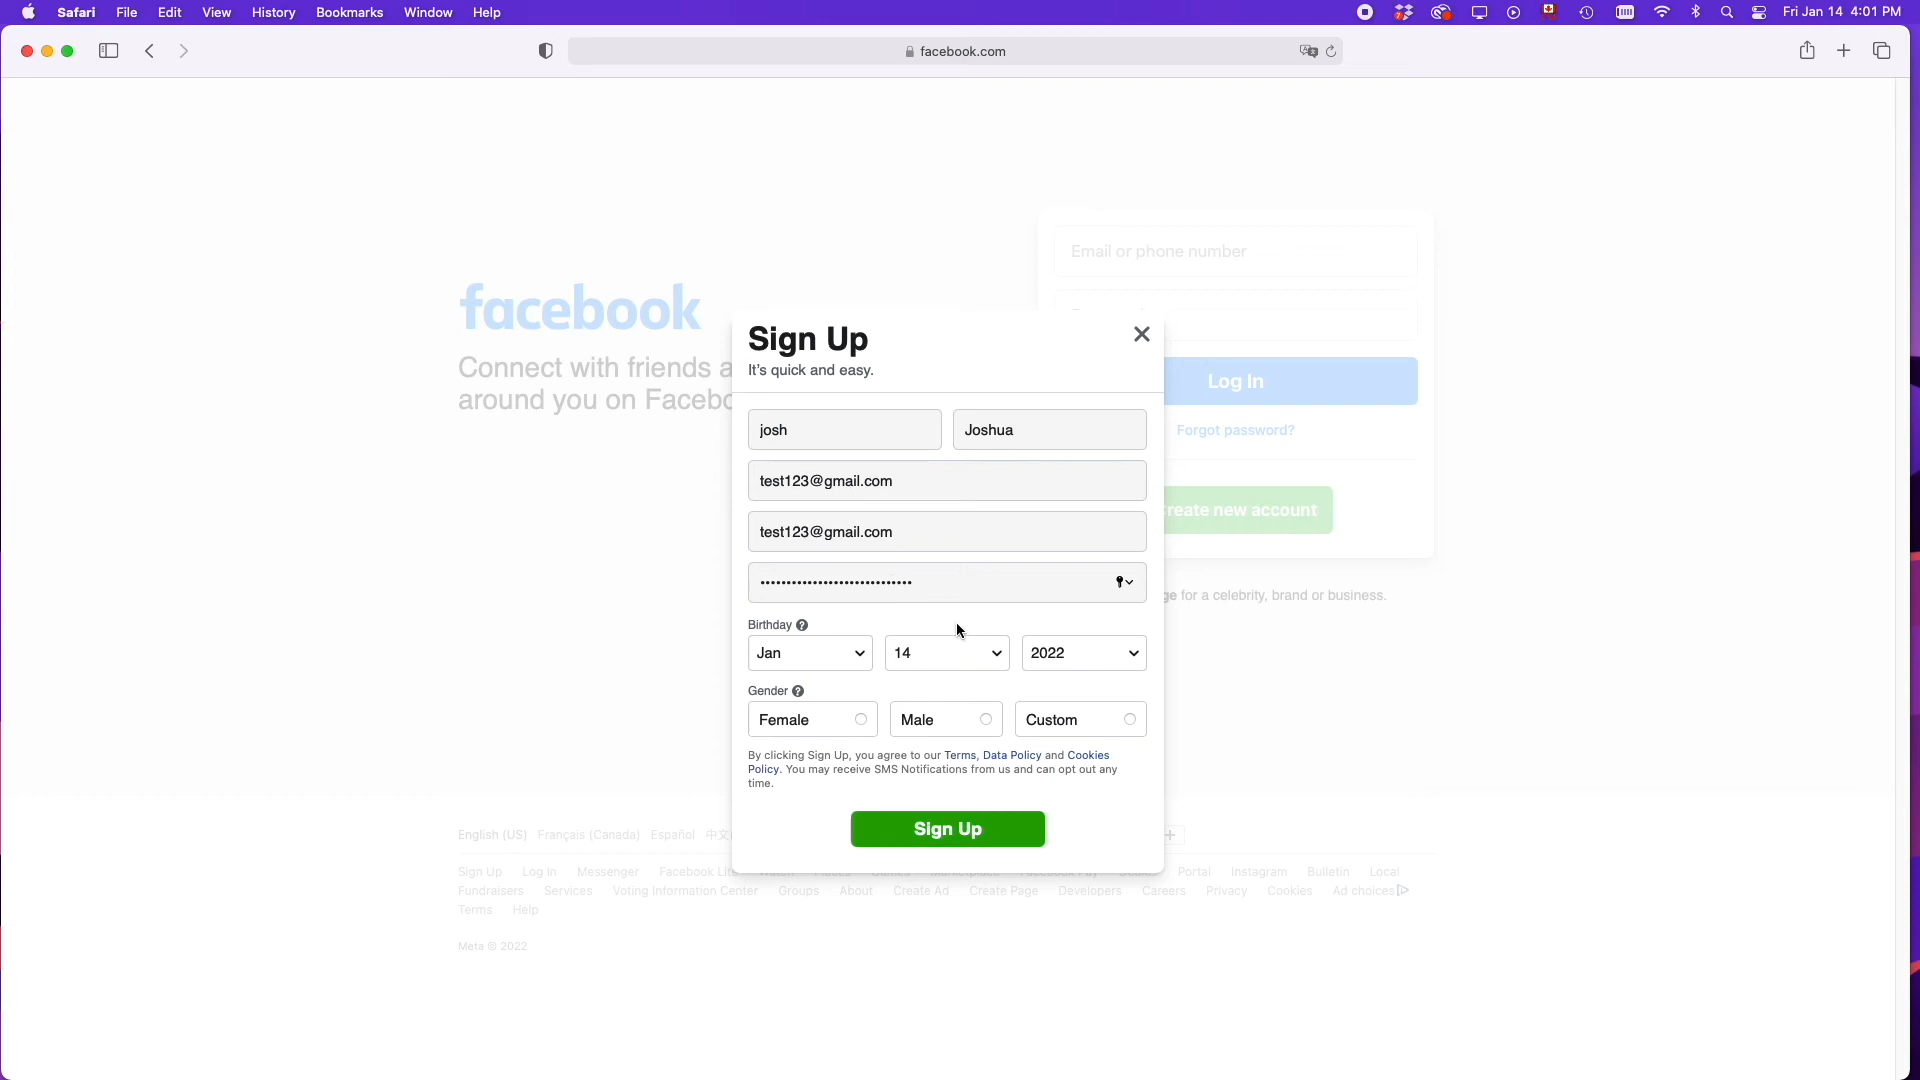 Safari File Edit View History Bookmarks Window Help Fri Jan 14 4:01 PM
facebook.com
Email or phone number
facebook
Connect with friends a
around you on Facebo
Sign Up
It's quick and easy.
Log In
Forgot password?
josh Joshua
test123@gmail.com
test123@gmail.com
•••••••••••••••••••••••••••••
reate new account
ge for a celebrity, brand or business.
Birthday ?
Jan 14 2022
Gender ?
Female Male Custom
By clicking Sign Up, you agree to our Terms, Data Policy and Cookies
Policy. You may receive SMS Notifications from us and can opt out any
time.
Sign Up
English (US) Français (Canada) Español 中文
Sign Up Log In Messenger Facebook Lite Portal Instagram Bulletin Local
Fundraisers Services Voting Information Center Groups About Create Ad Create Page Developers Careers Privacy Cookies Ad choices
Terms Help
Meta © 2022